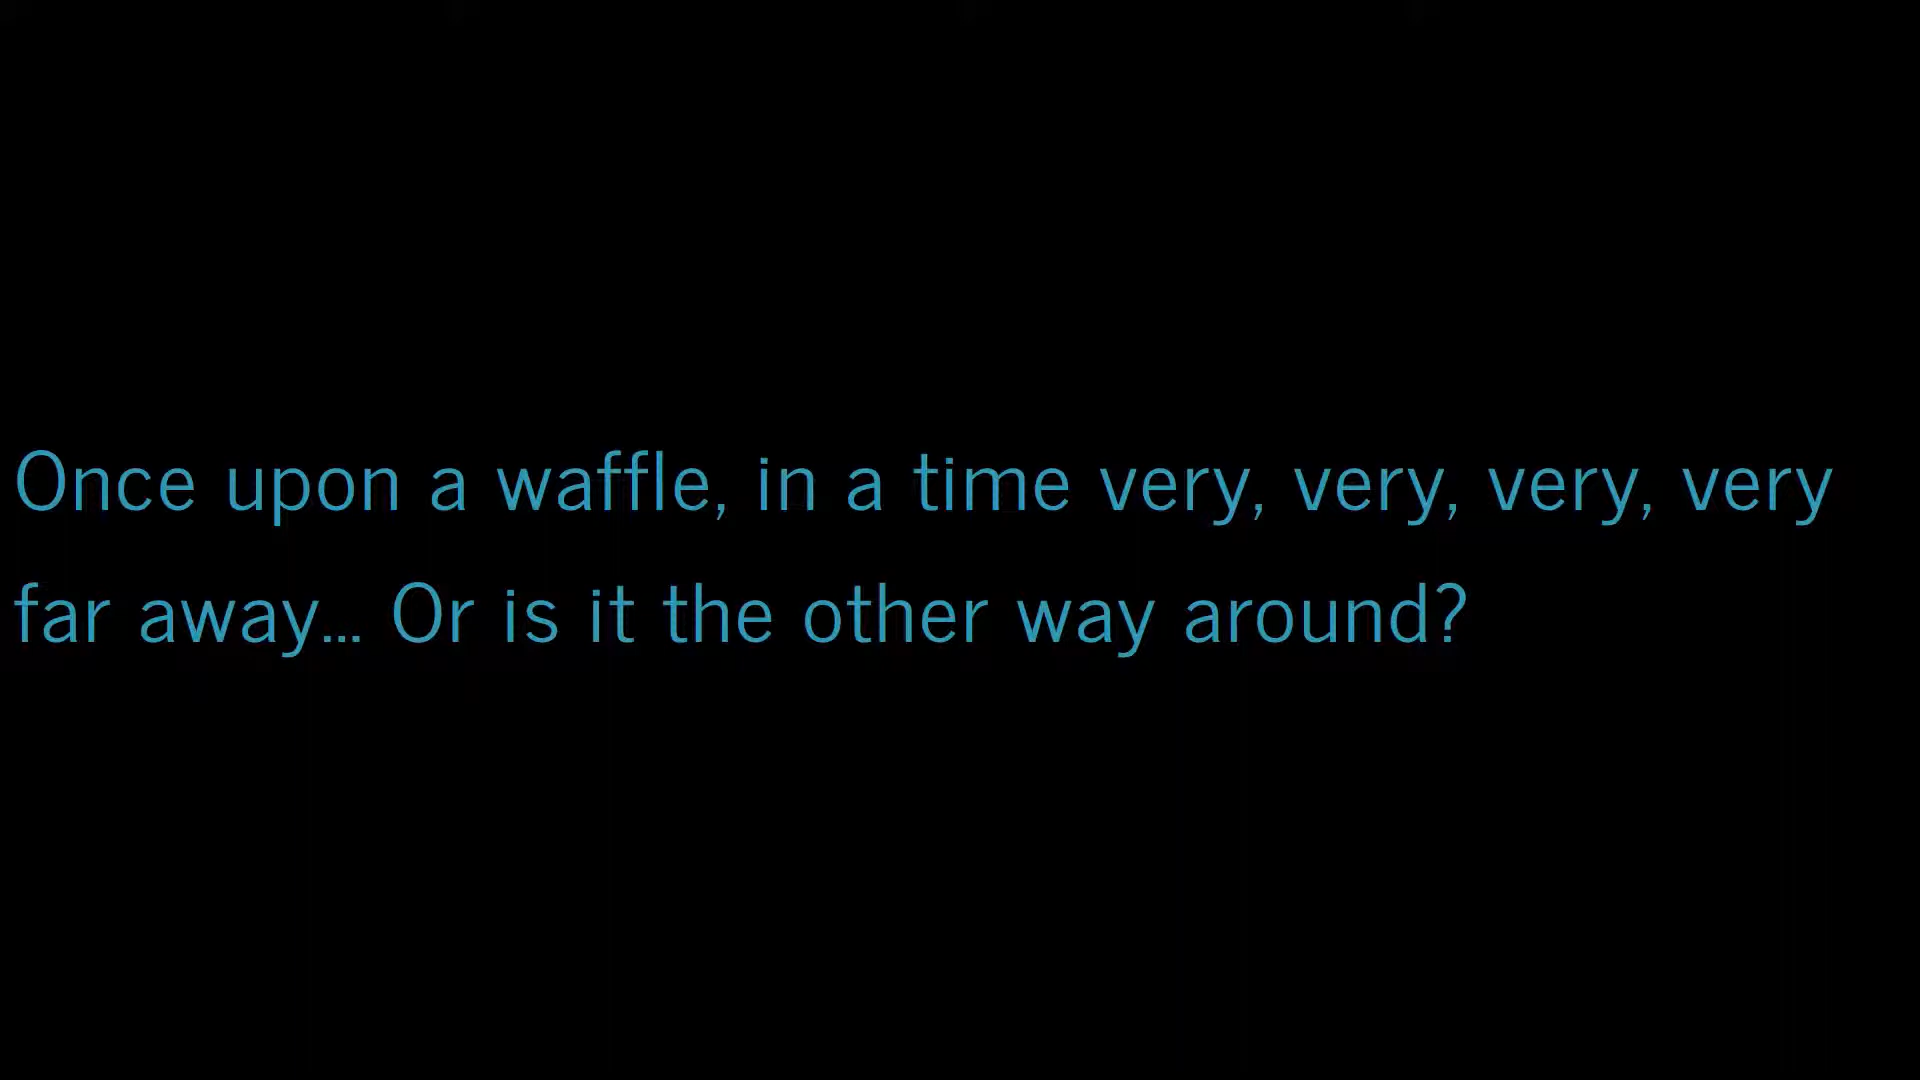 Once upon a waffle, in a time very, very, very, very
far away... Or is it the other way around?